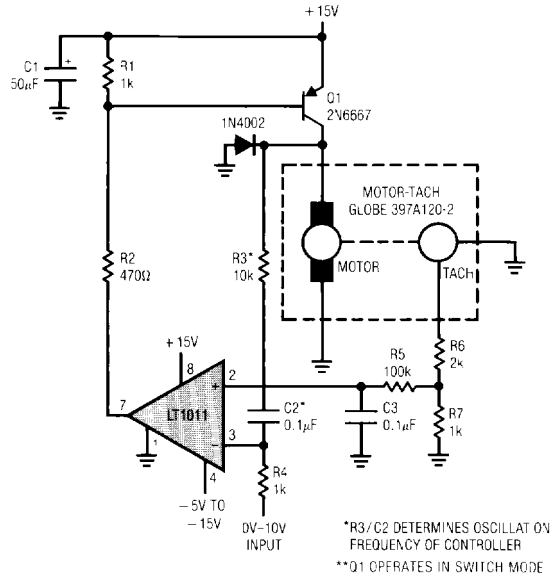 +15V
C1
50µF
+
R1
1k
Q1
2N6667
1N4002
MOTOR-TACH
GLOBE 397A120-2
R3*
10k
R2
470Ω
MOTOR
TACH
+15V
8
R5
100k
R6
2k
2
+
7
LT1011
C2*
0.1µF
C3
0.1µF
R7
1k
1
3
−
4
R4
1k
−5V TO
−15V
0V–10V
INPUT
*R3/C2 DETERMINES OSCILLAT ON
FREQUENCY OF CONTROLLER
**Q1 OPERATES IN SWITCH MODE